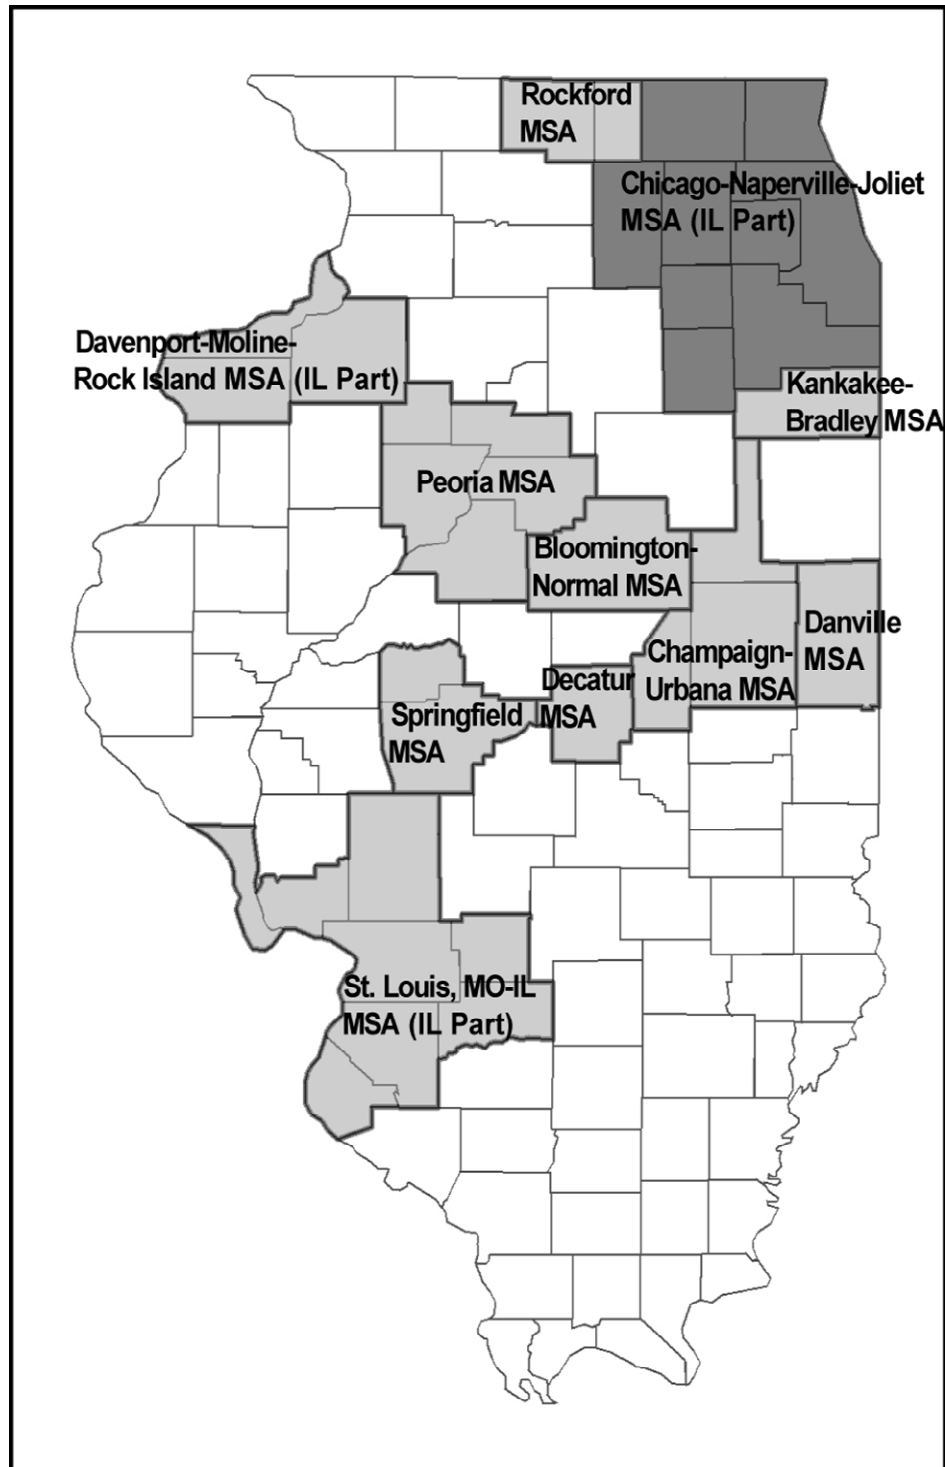 Rockford
MSA
Chicago-Naperville-Joliet
MSA (IL Part)
Davenport-Moline-
Rock Island MSA (IL Part)
Kankakee-
Bradley MSA
Peoria MSA
Bloomington-
Normal MSA
Danville
MSA
Champaign-
Urbana MSA
Decatur
MSA
Springfield
MSA
St. Louis, MO-IL
MSA (IL Part)